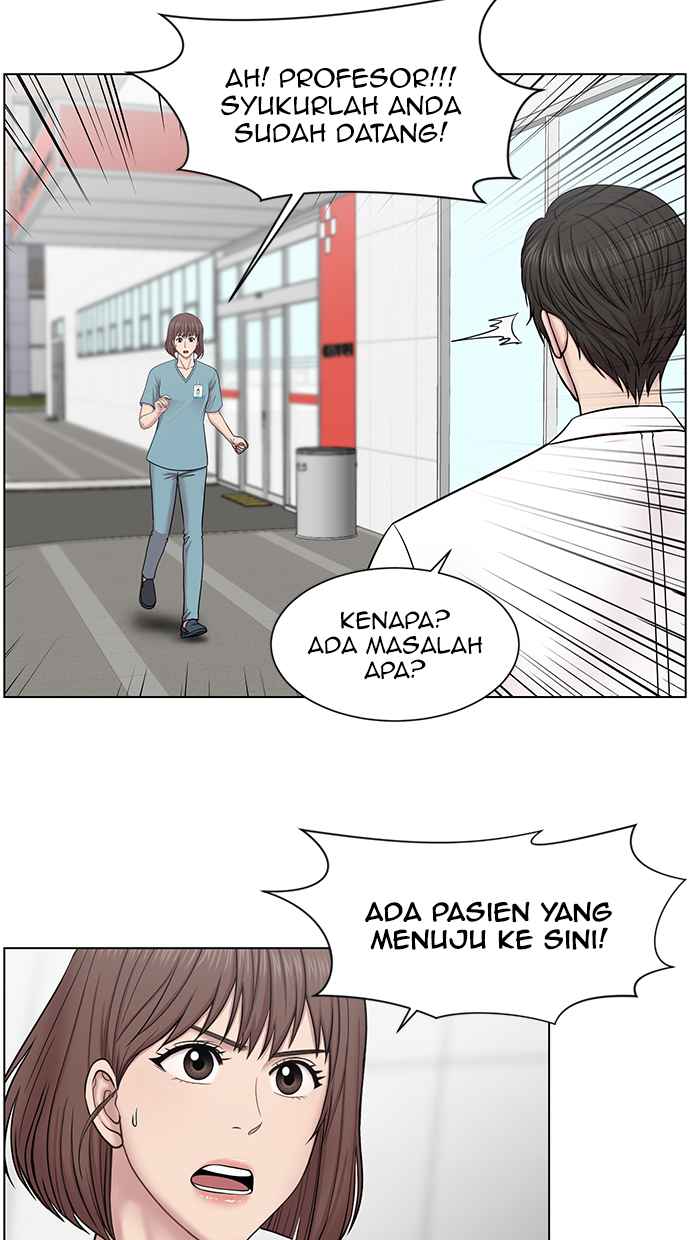 AH! PROFESOR!!!
SYUKURLAH ANDA
SUDAH DATANG!
KENAPA?
ADA MASALAH
APA?
ADA PASIEN YANG
MENUJU KE SINI!